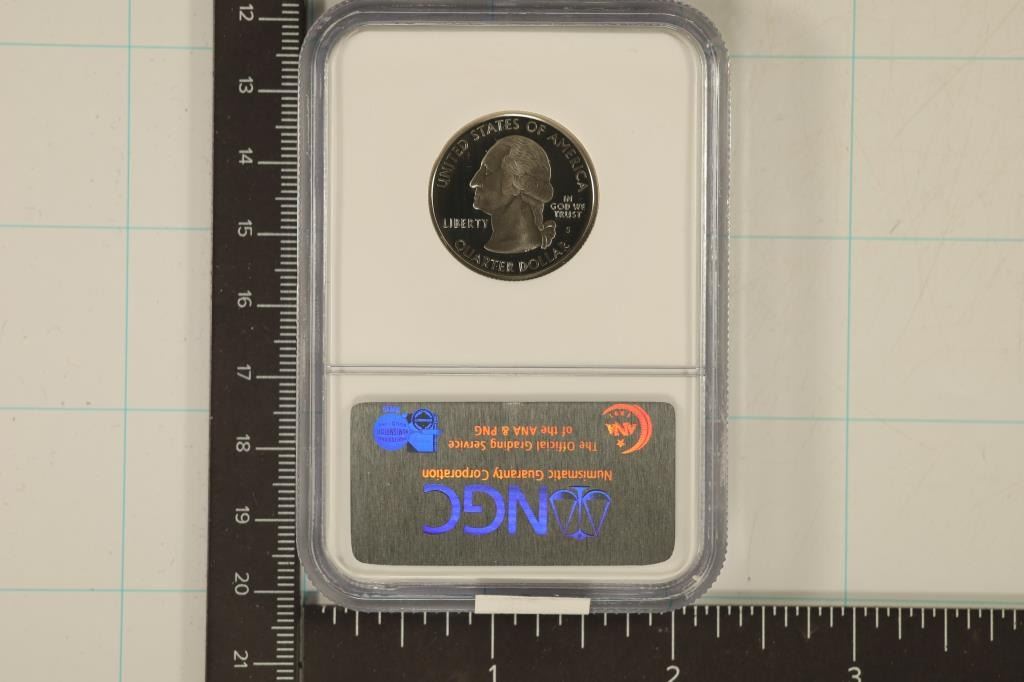 12
13
14
15
16
17
18
19
20
21
UNITED STATES OF AMERICA
LIBERTY
IN
GOD WE
TRUST
S
QUARTER DOLLAR
NGC
Numismatic Guaranty Corporation
The Official Grading Service
of the ANA & PNG
ANA
1 2 3